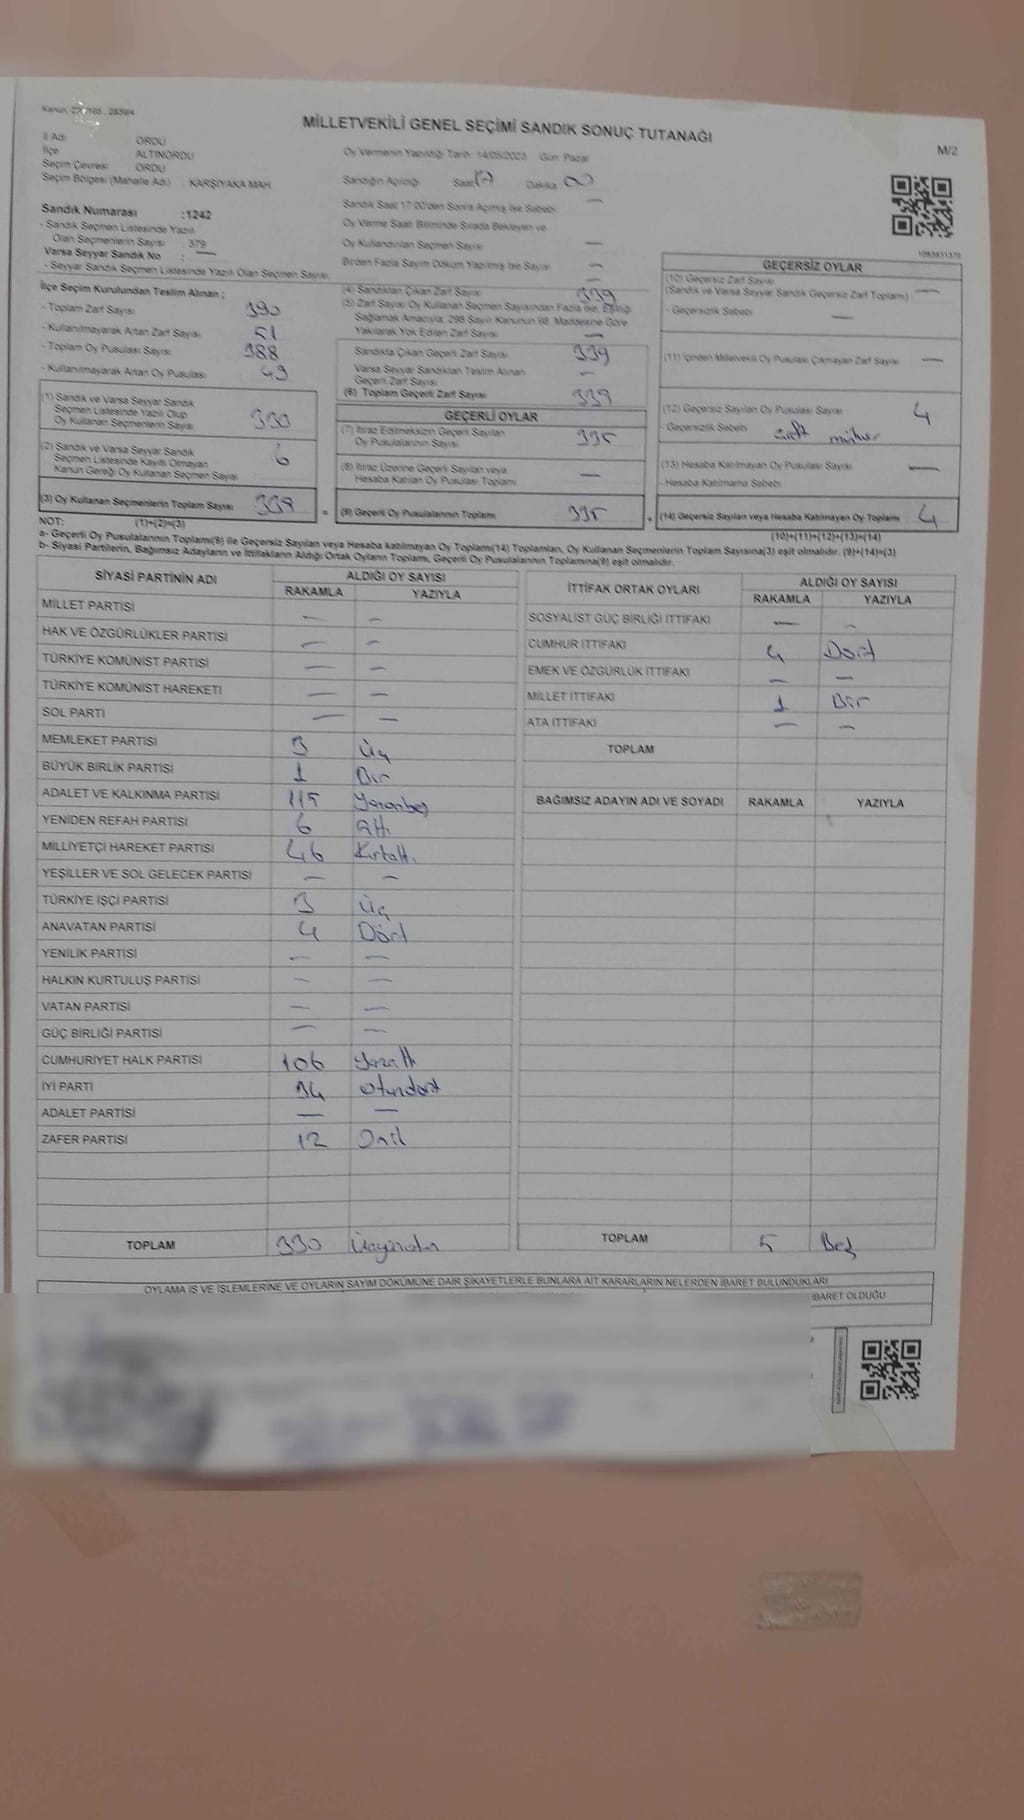 MİLLETVEKİLİ GENEL SEÇİMİ SANDIK SONUÇ TUTANAĞI
M/2
İl Adı ORDU
İlçe ALTINORDU
Seçim Çevresi ORDU
Seçim Bölgesi (Mahalle Adı) KARŞIYAKA MAH.
Sandık Numarası :1242
- Sandık Seçmen Listesinde Yazılı
Olan Seçmenlerin Sayısı 379
Varsa Seyyar Sandık No : —
- Seyyar Sandık Seçmen Listesinde Yazılı Olan Seçmen Sayısı
Oy Vermenin Yapıldığı Tarih 14/05/2023 Gün: Pazar
Sandığın Açıldığı Saat Dakika
Sandık Saat 17:00'den Sonra Açılmış İse Sebebi —
Oy Verme Saati Bitiminde Sırada Bekleyen ve
Oy Kullandırılan Seçmen Sayısı —
Birden Fazla Sayım Döküm Yapılmış İse Sayısı —
İlçe Seçim Kurulundan Teslim Alınan ;
- Toplam Zarf Sayısı 390
- Kullanılmayarak Artan Zarf Sayısı 51
- Toplam Oy Pusulası Sayısı 388
- Kullanılmayarak Artan Oy Pusulası 49
(1) Sandık ve Varsa Seyyar Sandık
Seçmen Listesinde Yazılı Olup
Oy Kullanan Seçmenlerin Sayısı
(2) Sandık ve Varsa Seyyar Sandık
Seçmen Listesinde Kayıtlı Olmayan
Kanun Gereği Oy Kullanan Seçmen Sayısı 6
(3) Oy Kullanan Seçmenlerin Toplam Sayısı 339
(1)+(2)=(3)
(4) Sandıktan Çıkan Zarf Sayısı 339
(5) Zarf Sayısı Oy Kullanan Seçmen Sayısından Fazla ise, Eşitliği
Sağlamak Amacıyla, 298 Sayılı Kanunun 98. Maddesine Göre
Yakılarak Yok Edilen Zarf Sayısı —
Sandıkta Çıkan Geçerli Zarf Sayısı 339
Varsa Seyyar Sandıktan Teslim Alınan
Geçerli Zarf Sayısı —
(6) Toplam Geçerli Zarf Sayısı 339
GEÇERLİ OYLAR
(7) İtiraz Edilmeksizin Geçerli Sayılan
Oy Pusulalarının Sayısı 335
(8) İtiraz Üzerine Geçerli Sayılan veya
Hesaba Katılan Oy Pusulası Toplamı —
(9) Geçerli Oy Pusulalarının Toplamı 335
GEÇERSİZ OYLAR
(10) Geçersiz Zarf Sayısı
(Sandık ve Varsa Seyyar Sandık Geçersiz Zarf Toplamı) —
- Geçersizlik Sebebi —
(11) İçinden Milletvekili Oy Pusulası Çıkmayan Zarf Sayısı —
(12) Geçersiz Sayılan Oy Pusulası Sayısı 4
- Geçersizlik Sebebi çift mühür
(13) Hesaba Katılmayan Oy Pusulası Sayısı —
- Hesaba Katılmama Sebebi
(14) Geçersiz Sayılan veya Hesaba Katılmayan Oy Toplamı 4
(10)+(11)+(12)+(13)=(14)
NOT:
a- Geçerli Oy Pusulalarının Toplamı(9) ile Geçersiz Sayılan veya Hesaba katılmayan Oy Toplamı(14) Toplamları, Oy Kullanan Seçmenlerin Toplam Sayısına(3) eşit olmalıdır. (9)+(14)=(3)
b- Siyasi Partilerin, Bağımsız Adayların ve İttifakların Aldığı Ortak Oyların Toplamı, Geçerli Oy Pusulalarının Toplamına(9) eşit olmalıdır.
SİYASİ PARTİNİN ADI ALDIĞI OY SAYISI
RAKAMLA YAZIYLA
MİLLET PARTİSİ — —
HAK VE ÖZGÜRLÜKLER PARTİSİ — —
TÜRKİYE KOMÜNİST PARTİSİ — —
TÜRKİYE KOMÜNİST HAREKETİ — —
SOL PARTİ — —
MEMLEKET PARTİSİ 3 Üç
BÜYÜK BİRLİK PARTİSİ 1 Bir
ADALET VE KALKINMA PARTİSİ 115 Yüzonbeş
YENİDEN REFAH PARTİSİ 6 Altı
MİLLİYETÇİ HAREKET PARTİSİ 46 Kırkaltı
YEŞİLLER VE SOL GELECEK PARTİSİ — —
TÜRKİYE İŞÇİ PARTİSİ 3 Üç
ANAVATAN PARTİSİ 4 Dört
YENİLİK PARTİSİ — —
HALKIN KURTULUŞ PARTİSİ — —
VATAN PARTİSİ — —
GÜÇ BİRLİĞİ PARTİSİ — —
CUMHURİYET HALK PARTİSİ 106 Yüzaltı
İYİ PARTİ 34 Otuzdört
ADALET PARTİSİ — —
ZAFER PARTİSİ 12 Oniki
TOPLAM 330 Üçyüzotuz
İTTİFAK ORTAK OYLARI ALDIĞI OY SAYISI
RAKAMLA YAZIYLA
SOSYALİST GÜÇ BİRLİĞİ İTTİFAKI — —
CUMHUR İTTİFAKI 4 Dört
EMEK VE ÖZGÜRLÜK İTTİFAKI — —
MİLLET İTTİFAKI 1 Bir
ATA İTTİFAKI — —
TOPLAM
BAĞIMSIZ ADAYIN ADI VE SOYADI RAKAMLA YAZIYLA
TOPLAM 5 Beş
OYLAMA İŞ VE İŞLEMLERİNE VE OYLARIN SAYIM DÖKÜMÜNE DAİR ŞİKAYETLERLE BUNLARA AİT KARARLARIN NELERDEN İBARET BULUNDUKLARI
İBARET OLDUĞU